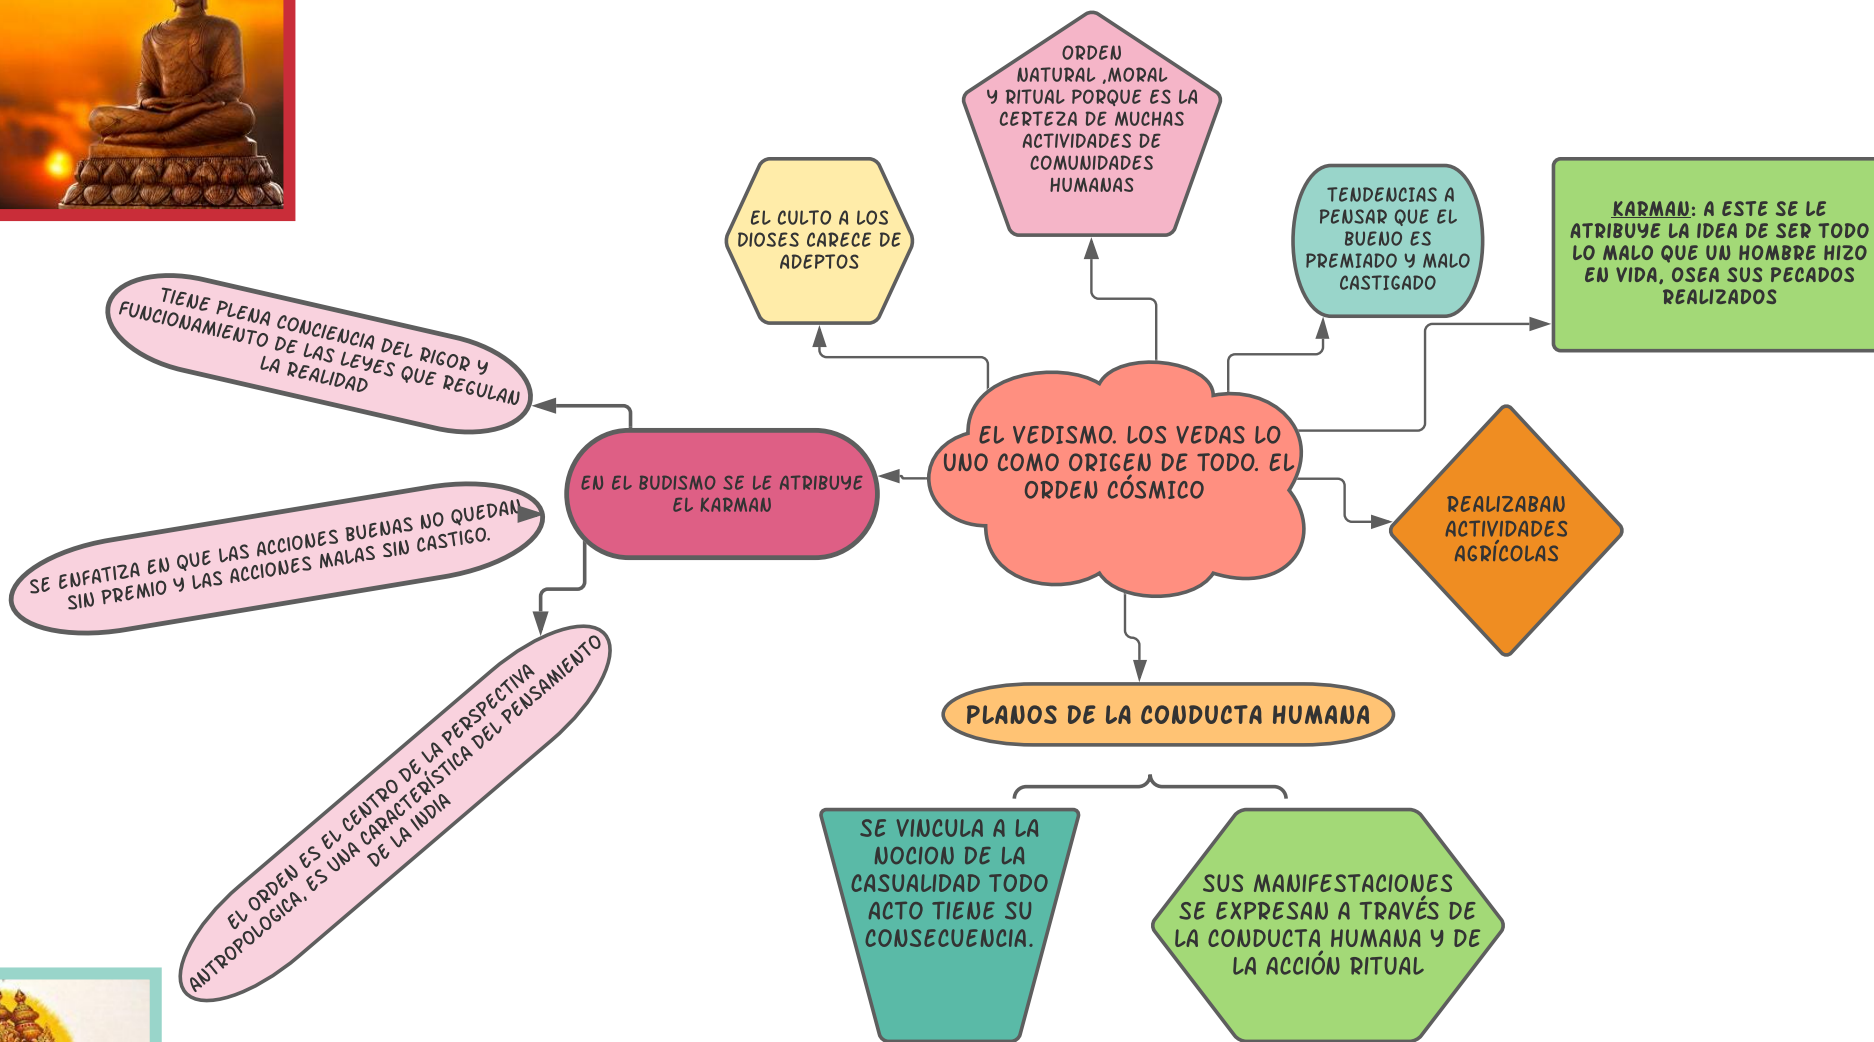 ORDEN
NATURAL ,MORAL
Y RITUAL PORQUE ES LA
CERTEZA DE MUCHAS
ACTIVIDADES DE
COMUNIDADES
HUMANAS
EL CULTO A LOS
DIOSES CARECE DE
ADEPTOS
TENDENCIAS A
PENSAR QUE EL
BUENO ES
PREMIADO Y MALO
CASTIGADO
KARMAN: A ESTE SE LE
ATRIBUYE LA IDEA DE SER TODO
LO MALO QUE UN HOMBRE HIZO
EN VIDA, OSEA SUS PECADOS
REALIZADOS
TIENE PLENA CONCIENCIA DEL RIGOR Y
FUNCIONAMIENTO DE LAS LEYES QUE REGULAN
LA REALIDAD
EL VEDISMO. LOS VEDAS LO
UNO COMO ORIGEN DE TODO. EL
ORDEN CÓSMICO
EN EL BUDISMO SE LE ATRIBUYE
EL KARMAN
REALIZABAN
ACTIVIDADES
AGRÍCOLAS
SE ENFATIZA EN QUE LAS ACCIONES BUENAS NO QUEDAN
SIN PREMIO Y LAS ACCIONES MALAS SIN CASTIGO.
EL ORDEN ES EL CENTRO DE LA PERSPECTIVA
ANTROPOLOGICA, ES UNA CARACTERÍSTICA DEL PENSAMIENTO
DE LA INDIA
PLANOS DE LA CONDUCTA HUMANA
SE VINCULA A LA
NOCION DE LA
CASUALIDAD TODO
ACTO TIENE SU
CONSECUENCIA.
SUS MANIFESTACIONES
SE EXPRESAN A TRAVÉS DE
LA CONDUCTA HUMANA Y DE
LA ACCIÓN RITUAL